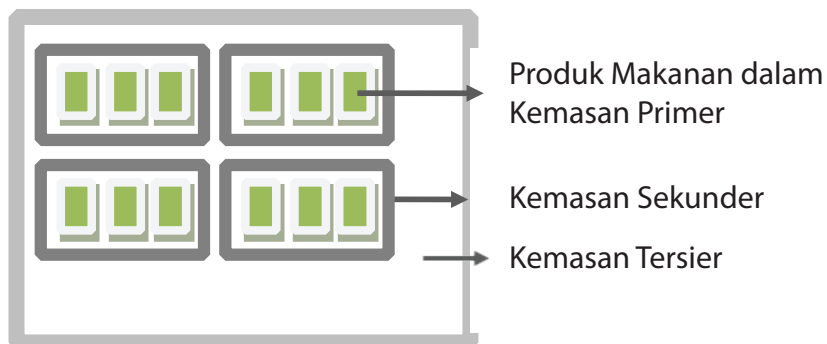 Produk Makanan dalam
Kemasan Primer
Kemasan Sekunder
Kemasan Tersier